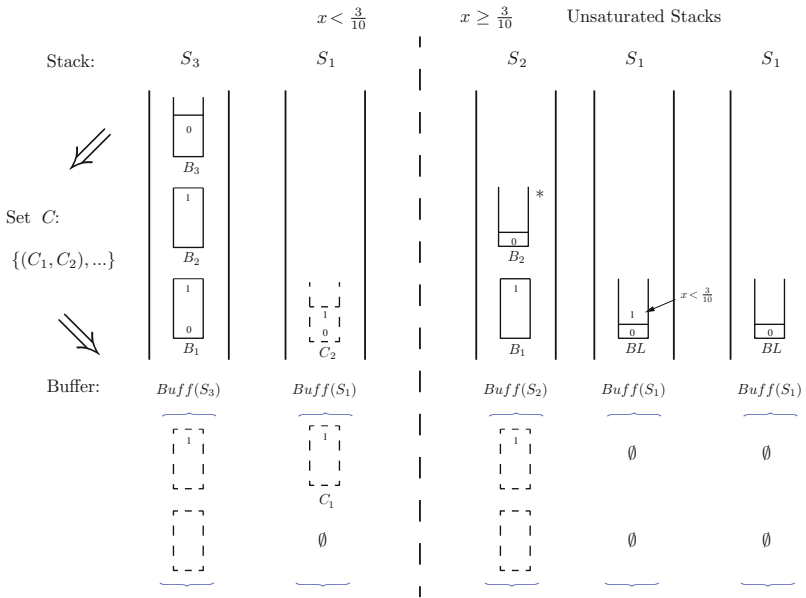 x < 3/10 x ≥ 3/10 Unsaturated Stacks
Stack: S_3 S_1 S_2 S_1 S_1
0
B_3
1 *
Set C: 0
B_2 B_2
{(C_1, C_2), ...}
1 1 x < 3/10
1 1
0 0 0 0
B_1 C_2 B_1 BL BL
Buffer: Buff(S_3) Buff(S_1) Buff(S_2) Buff(S_1) Buff(S_1)
1 1 1 ∅ ∅
C_1
∅ ∅ ∅